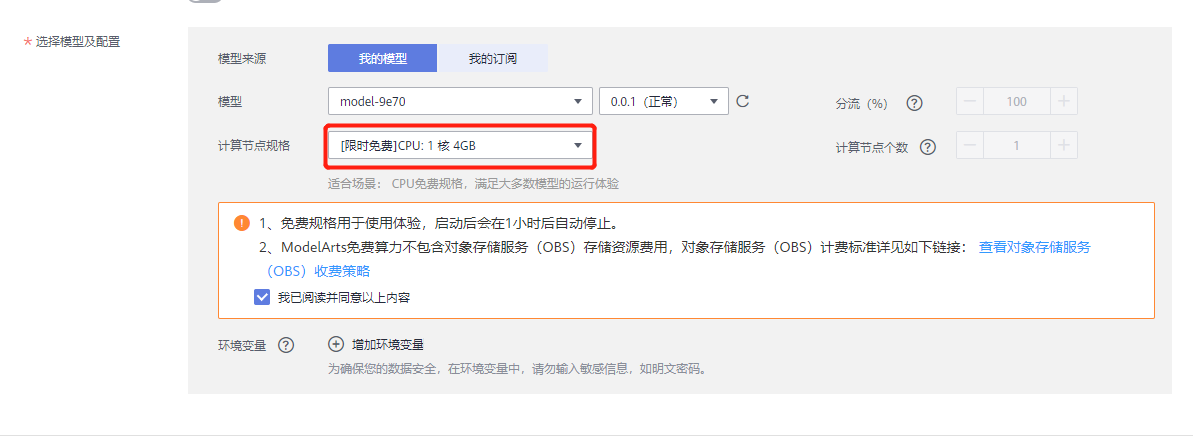 * 选择模型及配置
模型来源 我的模型 我的订阅
模型 model-9e70 0.0.1（正常） 分流（%） ? 100
计算节点规格 [限时免费]CPU: 1 核 4GB 计算节点个数 ? 1
适合场景： CPU免费规格，满足大多数模型的运行体验
! 1、免费规格用于使用体验，启动后会在1小时后自动停止。
2、ModelArts免费算力不包含对象存储服务（OBS）存储资源费用，对象存储服务（OBS）计费标准详见如下链接： 查看对象存储服务
（OBS）收费策略
我已阅读并同意以上内容
环境变量 ? 增加环境变量
为确保您的数据安全，在环境变量中，请勿输入敏感信息，如明文密码。